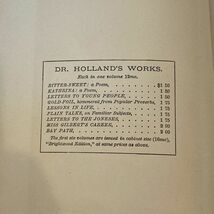 DR. HOLLAND'S WORKS.
Each in one volume 12mo.
BITTER-SWEET: a Poem, $1 50
KATHRINA: a Poem, 1 50
LETTERS TO YOUNG PEOPLE, 1 50
GOLD-FOIL, hammered from Popular Proverbs, 1 75
LESSONS IN LIFE, 1 75
PLAIN TALKS, on Familiar Subjects, 1 75
LETTERS TO THE JONESES, 1 75
MISS GILBERT'S CAREER, 2 00
BAY PATH, 2 00
The first six volumes are issued in cabinet size (16mo),
"Brightwood Edition," at same prices as above.